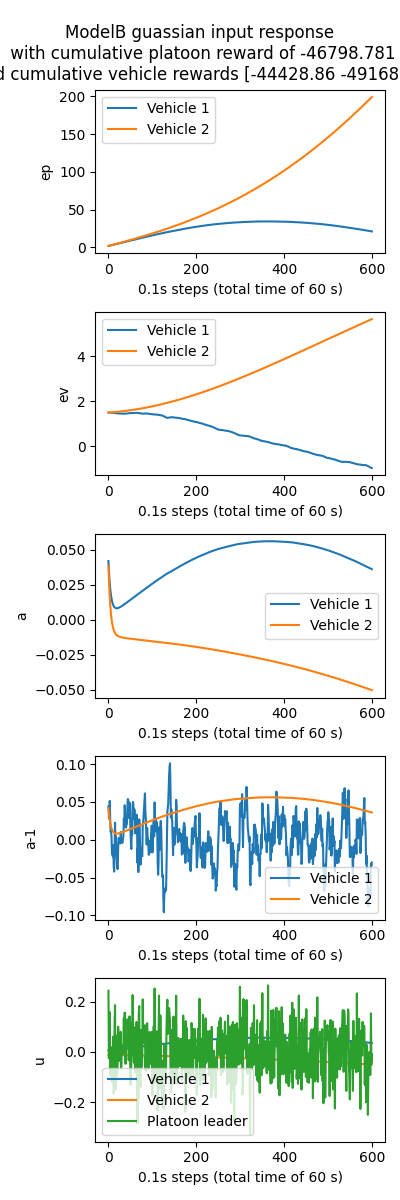 ModelB guassian input response
with cumulative platoon reward of -46798.781
d cumulative vehicle rewards [-44428.86 -49168
200
150
100
50
0
ep
Vehicle 1
Vehicle 2
0 200 400 600
0.1s steps (total time of 60 s)
4
2
0
ev
Vehicle 1
Vehicle 2
0 200 400 600
0.1s steps (total time of 60 s)
0.050
0.025
0.000
−0.025
−0.050
a
Vehicle 1
Vehicle 2
0 200 400 600
0.1s steps (total time of 60 s)
0.10
0.05
0.00
−0.05
−0.10
a-1
Vehicle 1
Vehicle 2
0 200 400 600
0.1s steps (total time of 60 s)
0.2
0.0
−0.2
u
Vehicle 1
Vehicle 2
Platoon leader
0 200 400 600
0.1s steps (total time of 60 s)